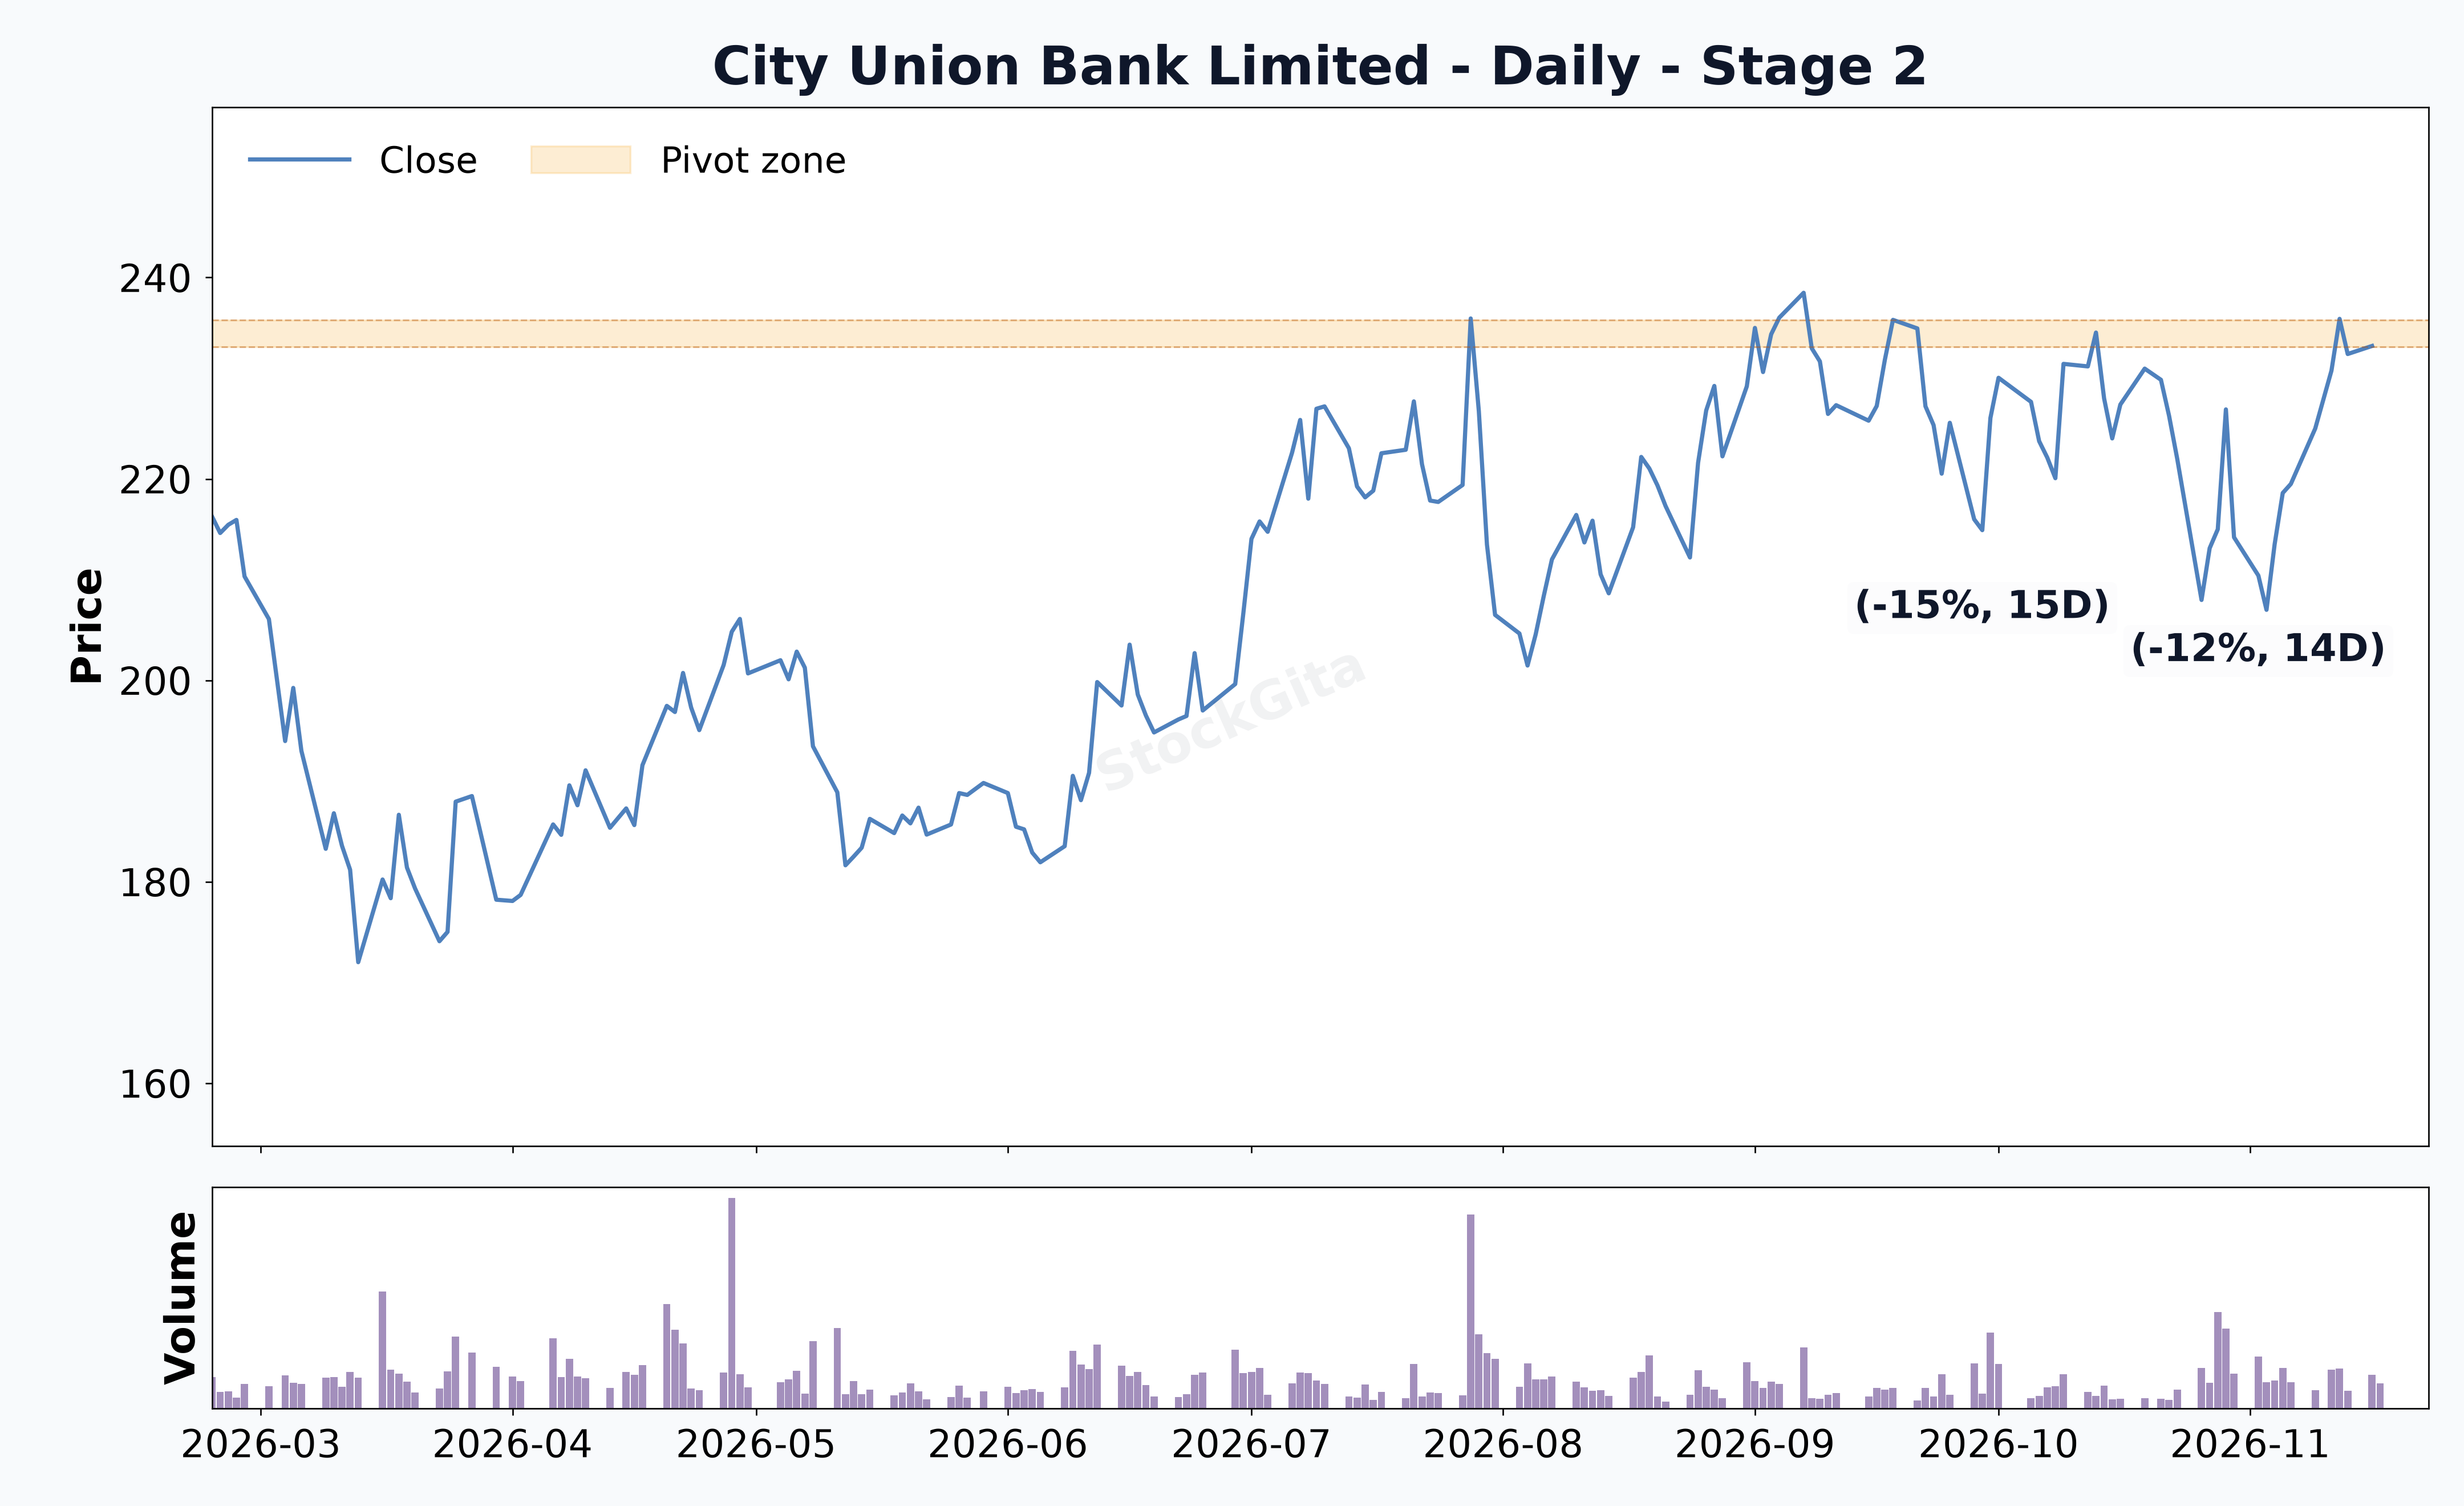 City Union Bank Limited - Daily - Stage 2
Close
Pivot zone
Price
240
220
200
180
160
(-15%, 15D)
(-12%, 14D)
StockGita
Volume
2026-03
2026-04
2026-05
2026-06
2026-07
2026-08
2026-09
2026-10
2026-11